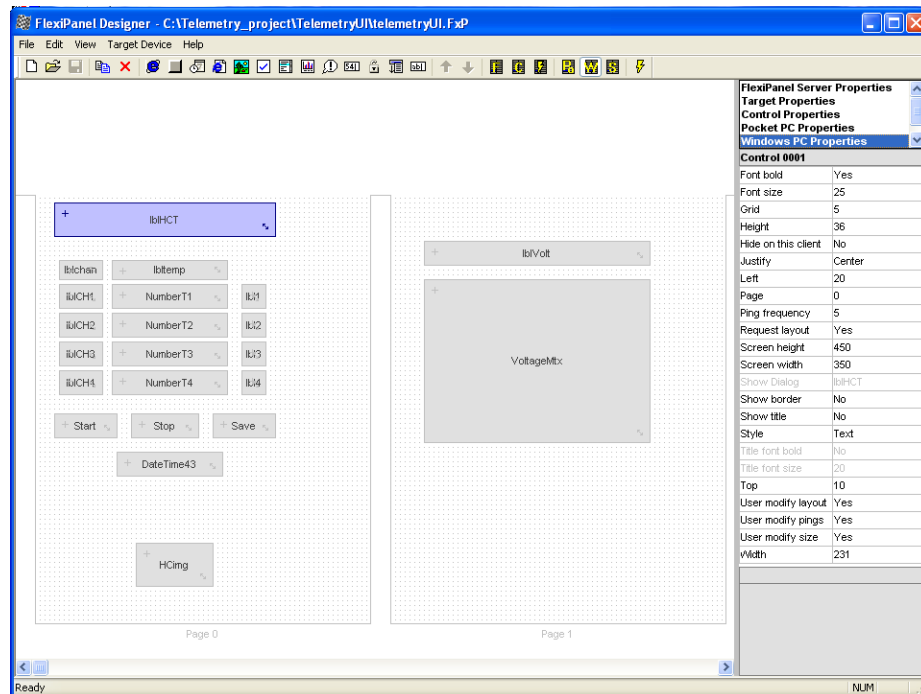 FlexiPanel Designer - C:\Telemetry_project\TelemetryUI\telemetryUI.FxP
File Edit View Target Device Help
FlexiPanel Server Properties
Target Properties
Control Properties
Pocket PC Properties
Windows PC Properties
Control 0001
Font bold Yes
Font size 25
Grid 5
Height 36
Hide on this client No
Justify Center
Left 20
Page 0
Ping frequency 5
Request layout Yes
Screen height 450
Screen width 350
Show Dialog lblHCT
Show border No
Show title No
Style Text
Title font bold No
Title font size 20
Top 10
User modify layout Yes
User modify pings Yes
User modify size Yes
Width 231
lblHCT
lblchan lbltemp
lblCH1 NumberT1
lblCH2 NumberT2
lblCH3 NumberT3
lblCH4 NumberT4
Start Stop Save
DateTime43
HCimg
Page 0
lblVolt
VoltageMtx
Page 1
Ready NUM